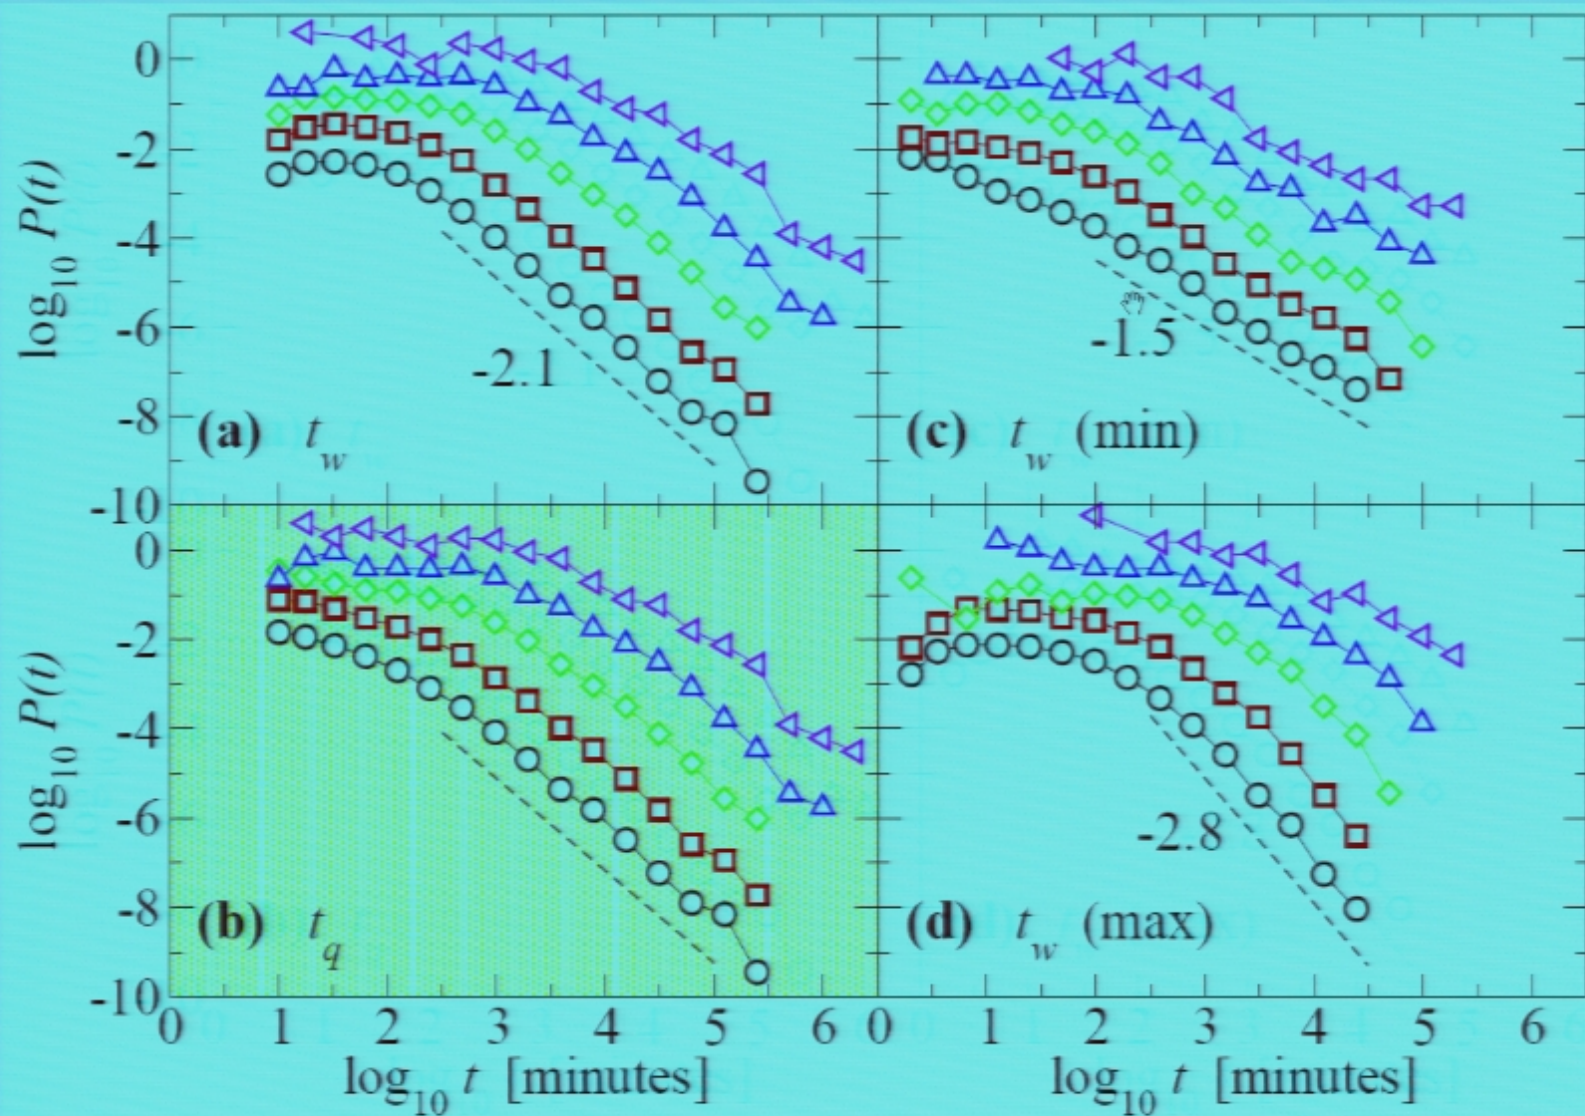 0
-2
-4
-6
-8
-10
log10 P(t)
-2.1
(a) tw
-1.5
(c) tw (min)
0
-2
-4
-6
-8
-10
log10 P(t)
(b) tq
-2.8
(d) tw (max)
0 1 2 3 4 5 6 0 1 2 3 4 5 6
log10 t [minutes] log10 t [minutes]